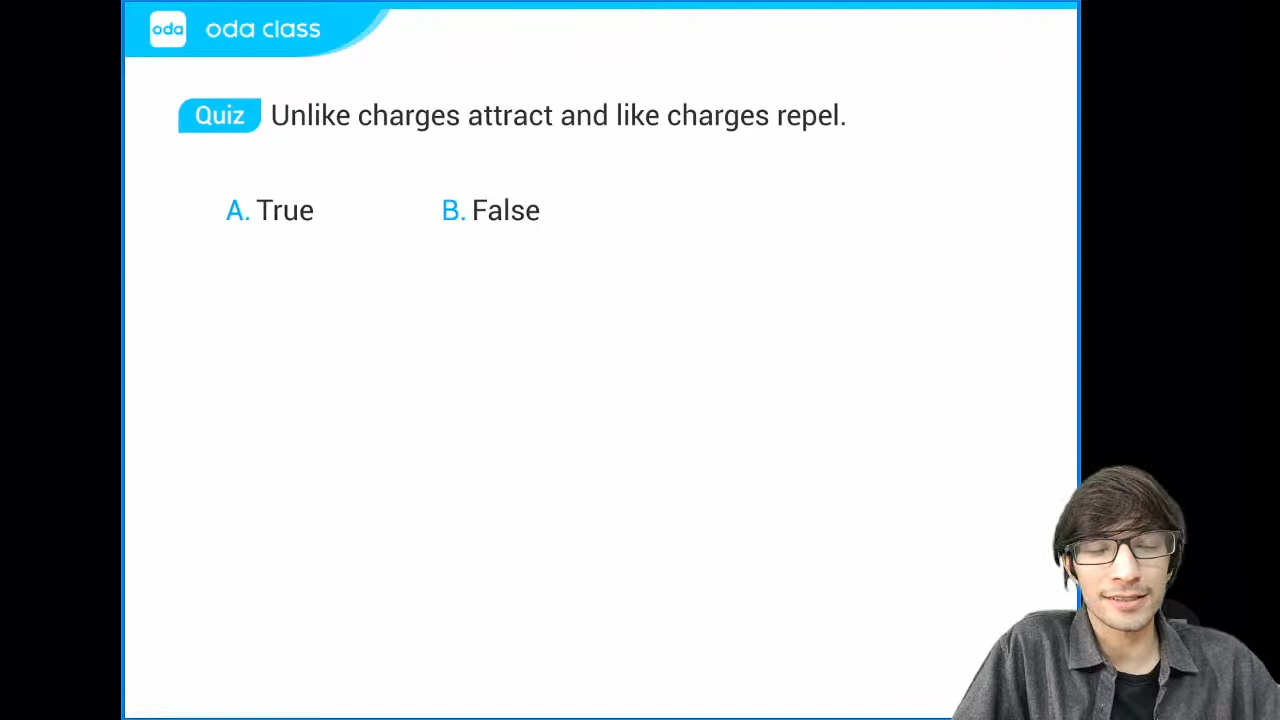 oda oda class
Quiz Unlike charges attract and like charges repel.
A. True B. False